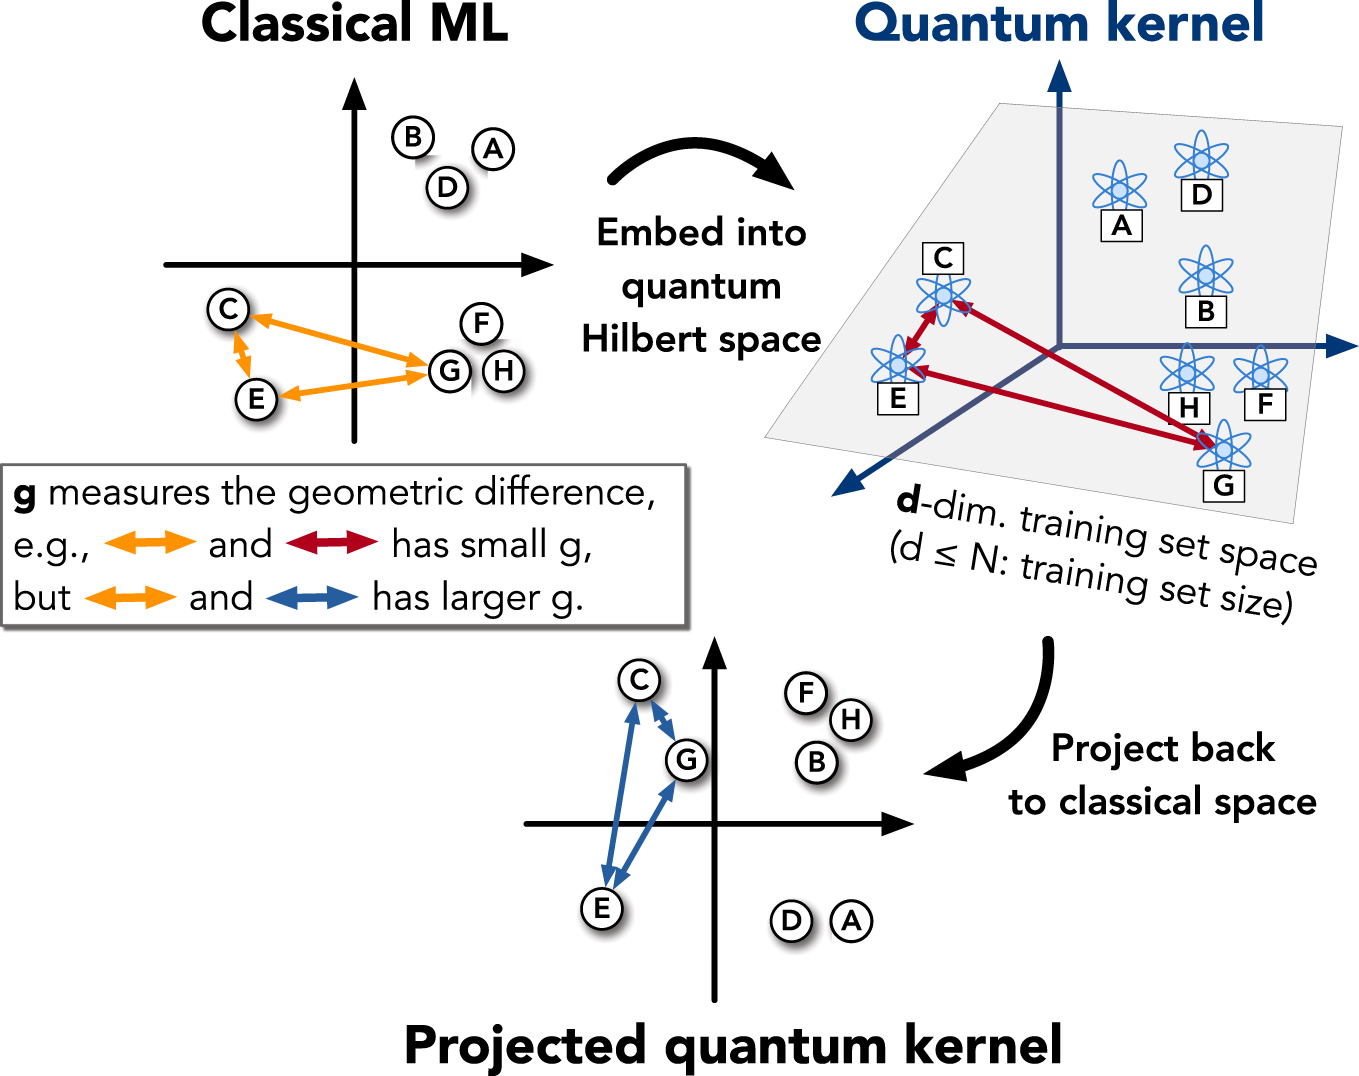 Classical ML
Quantum kernel
B
A
D
C
F
G
H
E
Embed into
quantum
Hilbert space
D
A
C
B
E
H
F
G
d-dim. training set space
(d ≤ N: training set size)
g measures the geometric difference,
e.g., and has small g,
but and has larger g.
C
F
H
G
B
E
D
A
Project back
to classical space
Projected quantum kernel